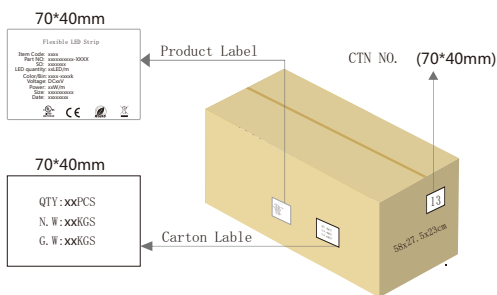 70*40mm
Flexible LED Strip
Item Code: xxxx
Part NO: xxxxxxxxxx-XXXX
SD: xxxxxx
LED quantity: xxLED/m
Color/Bin: xxxx-xxxxk
Voltage: DCxxV
Power: xxW/m
Size: xxxxxxxxxx
Date: xxxxxxxx
Product Label
CTN NO. (70*40mm)
70*40mm
QTY:xxPCS
N.W:xxKGS
G.W:xxKGS
Carton Lable
13
58x27.5x23cm